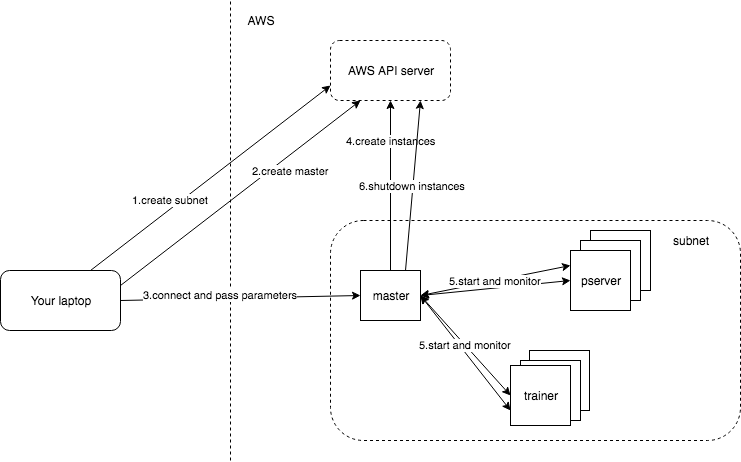 AWS
AWS API server
4.create instances
2.create master
6.shutdown instances
1.create subnet
subnet
5.start and monitor
pserver
Your laptop
3.connect and pass parameters
master
5.start and monitor
trainer